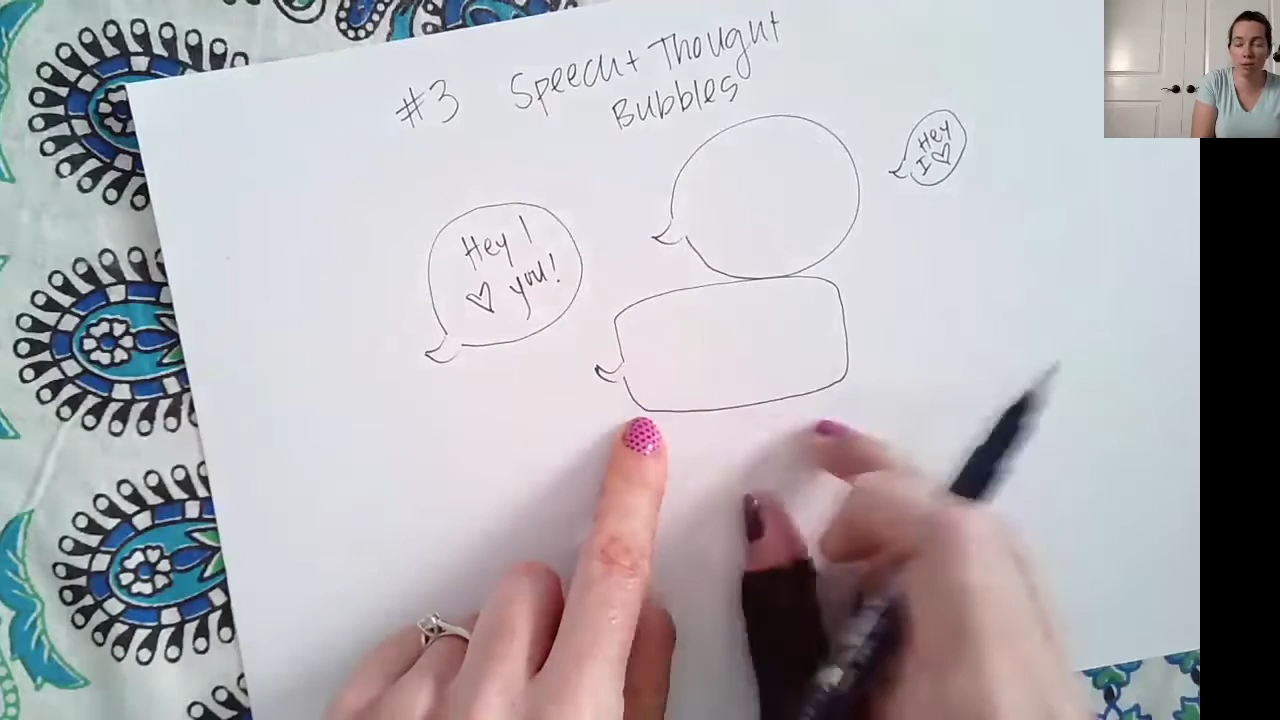 #3 Speech + Thought
Bubbles
Hey I
♡ you!
Hey
I ♡